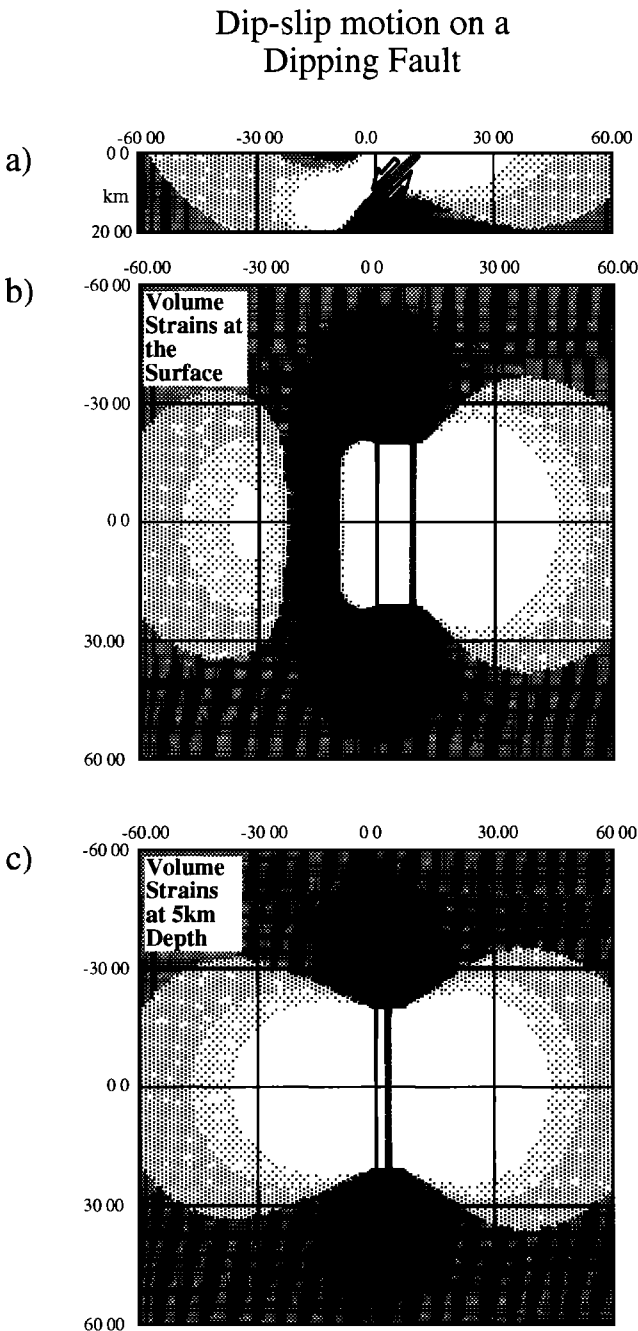 Dip-slip motion on a
Dipping Fault
a)
-60 00 -30 00 0.0 30.00 60.00
0 0
km
20 00
b)
-60.00 -30 00 0 0 30.00 60.00
-60 00
Volume
Strains at
the
Surface
-30 00
0 0
30.00
60 00
c)
-60.00 -30 00 0 0 30.00 60 00
-60 00
Volume
Strains
at 5km
Depth
-30 00
0 0
30 00
60 00